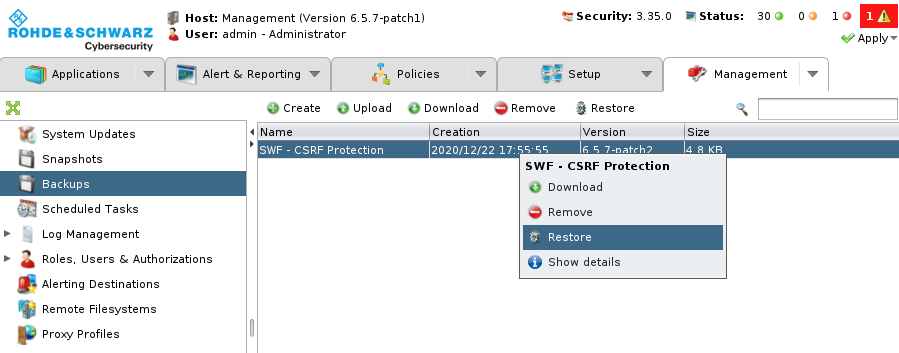 ROHDE&SCHWARZ
Cybersecurity
Host: Management (Version 6.5.7-patch1)
User: admin - Administrator
Security: 3.35.0 Status: 30 0 1 1
Apply
Applications Alert & Reporting Policies Setup Management
Create Upload Download Remove Restore
System Updates
Snapshots
Backups
Scheduled Tasks
Log Management
Roles, Users & Authorizations
Alerting Destinations
Remote Filesystems
Proxy Profiles
Name Creation Version Size
SWF - CSRF Protection 2020/12/22 17:55:55 6.5.7-patch2 4.8 KB
SWF - CSRF Protection
Download
Remove
Restore
Show details